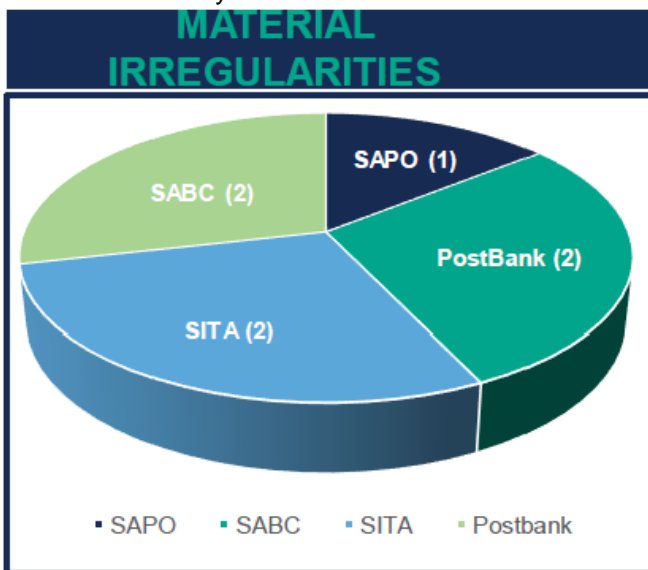 MATERIAL
IRREGULARITIES
SAPO (1)
SABC (2)
PostBank (2)
SITA (2)
SAPO SABC SITA Postbank